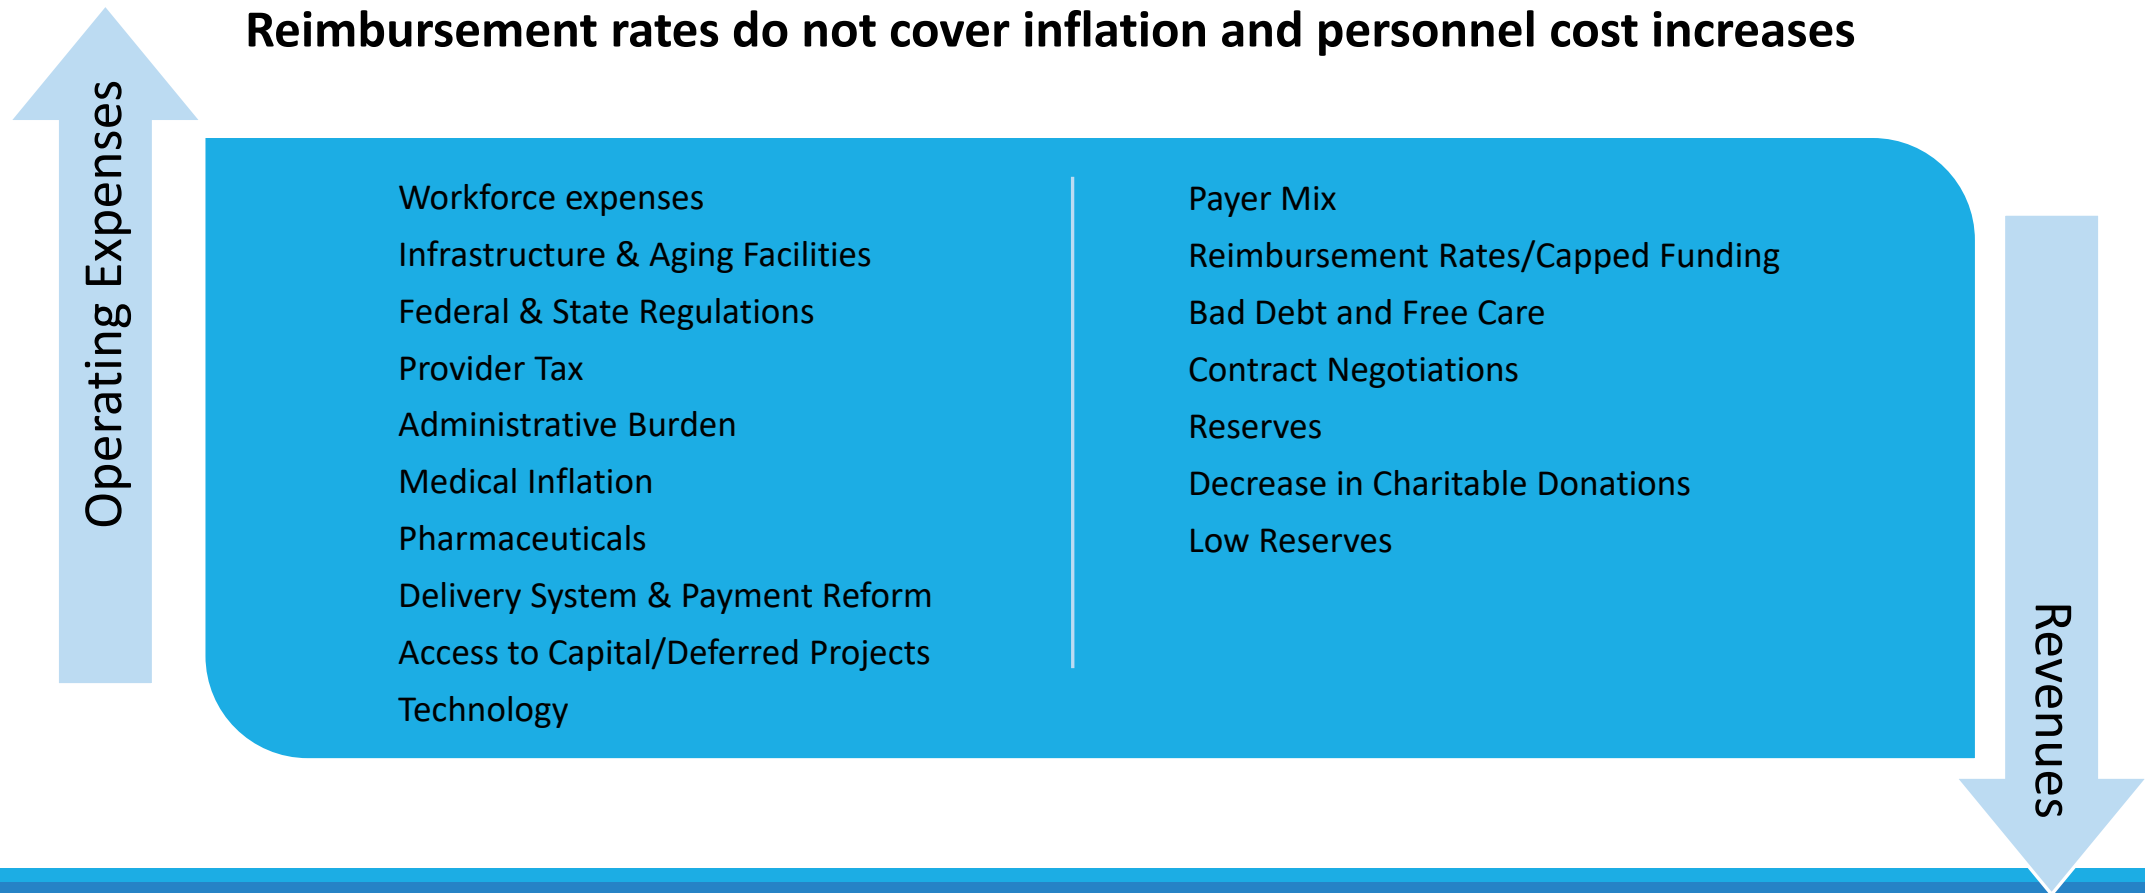 Reimbursement rates do not cover inflation and personnel cost increases
Operating Expenses
Workforce expenses
Infrastructure & Aging Facilities
Federal & State Regulations
Provider Tax
Administrative Burden
Medical Inflation
Pharmaceuticals
Delivery System & Payment Reform
Access to Capital/Deferred Projects
Technology
Payer Mix
Reimbursement Rates/Capped Funding
Bad Debt and Free Care
Contract Negotiations
Reserves
Decrease in Charitable Donations
Low Reserves
Revenues